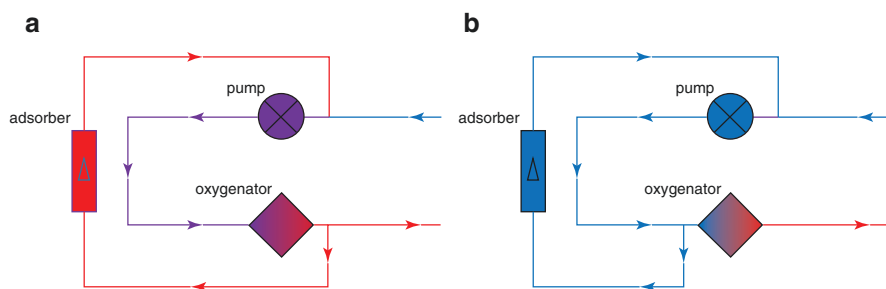 a
pump
adsorber
oxygenator
b
pump
adsorber
oxygenator